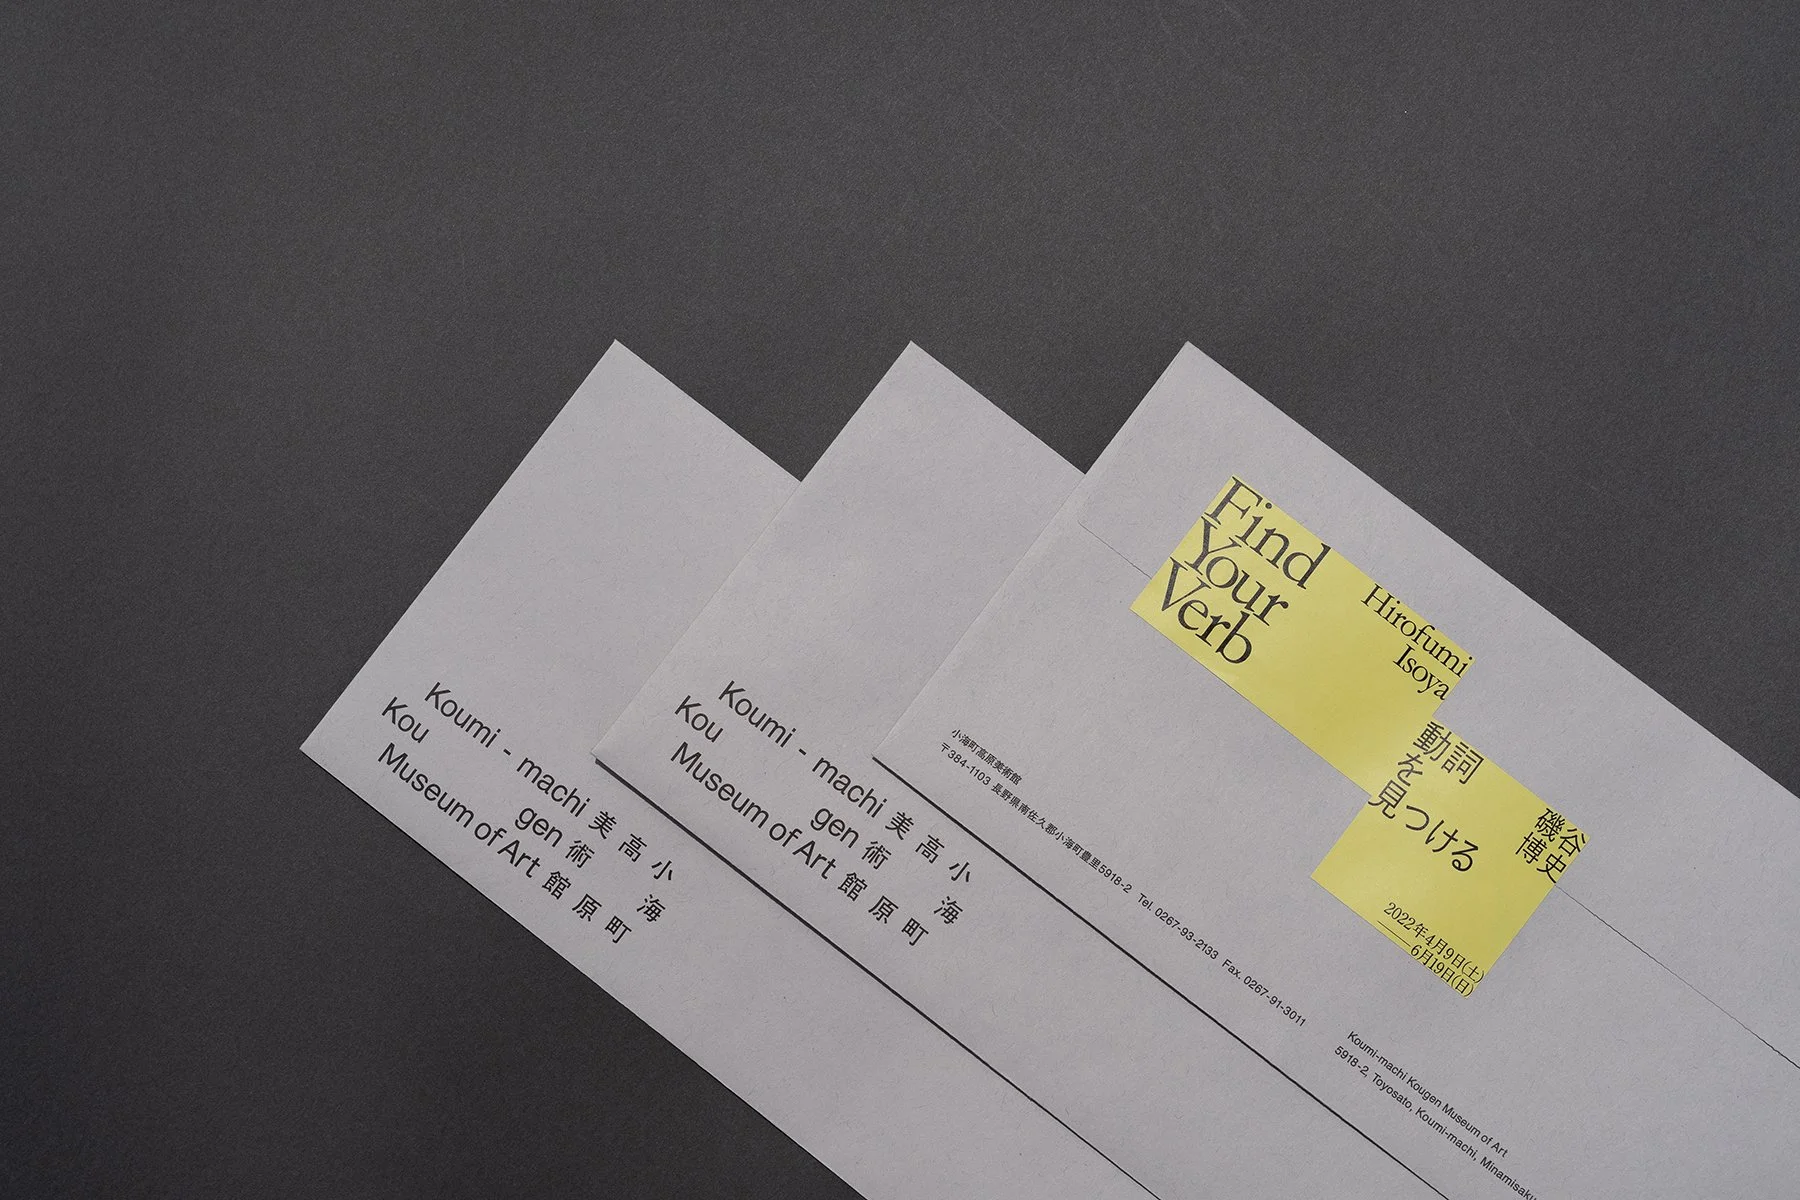 Koumi - machi
Kou gen
Museum of Art
小海町
高原
美術館
Koumi - machi
Kou gen
Museum of Art
小海町
高原
美術館
Find
Your
Verb
Hirofumi
Isoya
動詞
を
見つける
磯谷
博史
2022年4月9日(土)
——6月19日(日)
小海町高原美術館
〒384-1103 長野県南佐久郡小海町豊里5918-2 Tel. 0267-93-2133 Fax. 0267-91-3011
Koumi-machi Kougen Museum of Art
5918-2, Toyosato, Koumi-machi, Minamisaku